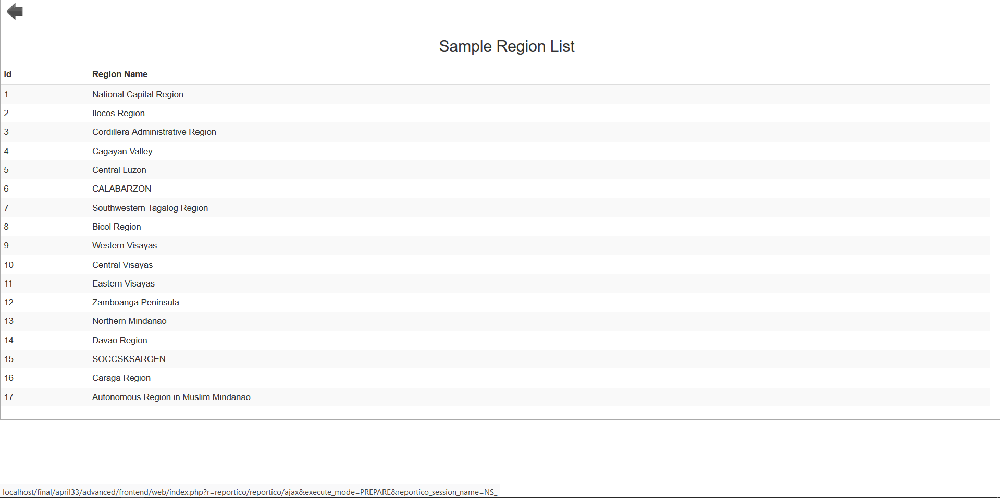 Sample Region List
Id Region Name
1 National Capital Region
2 Ilocos Region
3 Cordillera Administrative Region
4 Cagayan Valley
5 Central Luzon
6 CALABARZON
7 Southwestern Tagalog Region
8 Bicol Region
9 Western Visayas
10 Central Visayas
11 Eastern Visayas
12 Zamboanga Peninsula
13 Northern Mindanao
14 Davao Region
15 SOCCSKSARGEN
16 Caraga Region
17 Autonomous Region in Muslim Mindanao
localhost/final/april33/advanced/frontend/web/index.php?r=reportico/reportico/ajax&execute_mode=PREPARE&reportico_session_name=NS_